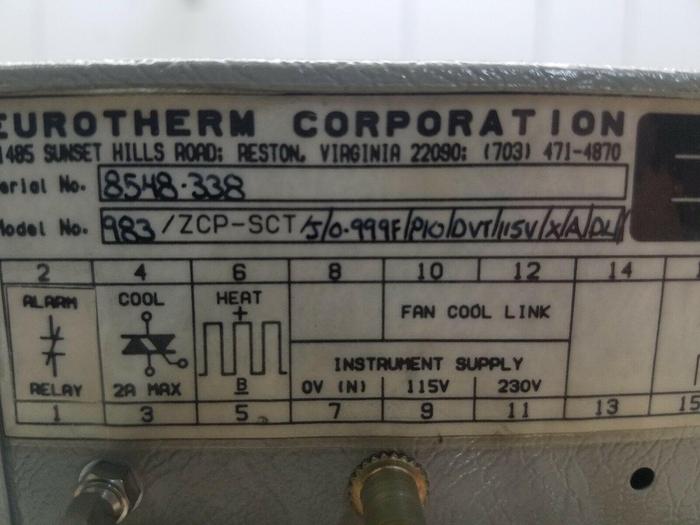 EUROTHERM CORPORATION
1485 SUNSET HILLS ROAD; RESTON, VIRGINIA 22090; (703) 471-4870
Serial No. 8548-338
Model No. 983/ZCP-SCT/J/0-999F/P10/DVT/115V/X/A/DL/
2 4 6 8 10 12 14
ALARM COOL HEAT FAN COOL LINK
+
INSTRUMENT SUPPLY
RELAY 2A MAX B 0V (N) 115V 230V
1 3 5 7 9 11 13 15